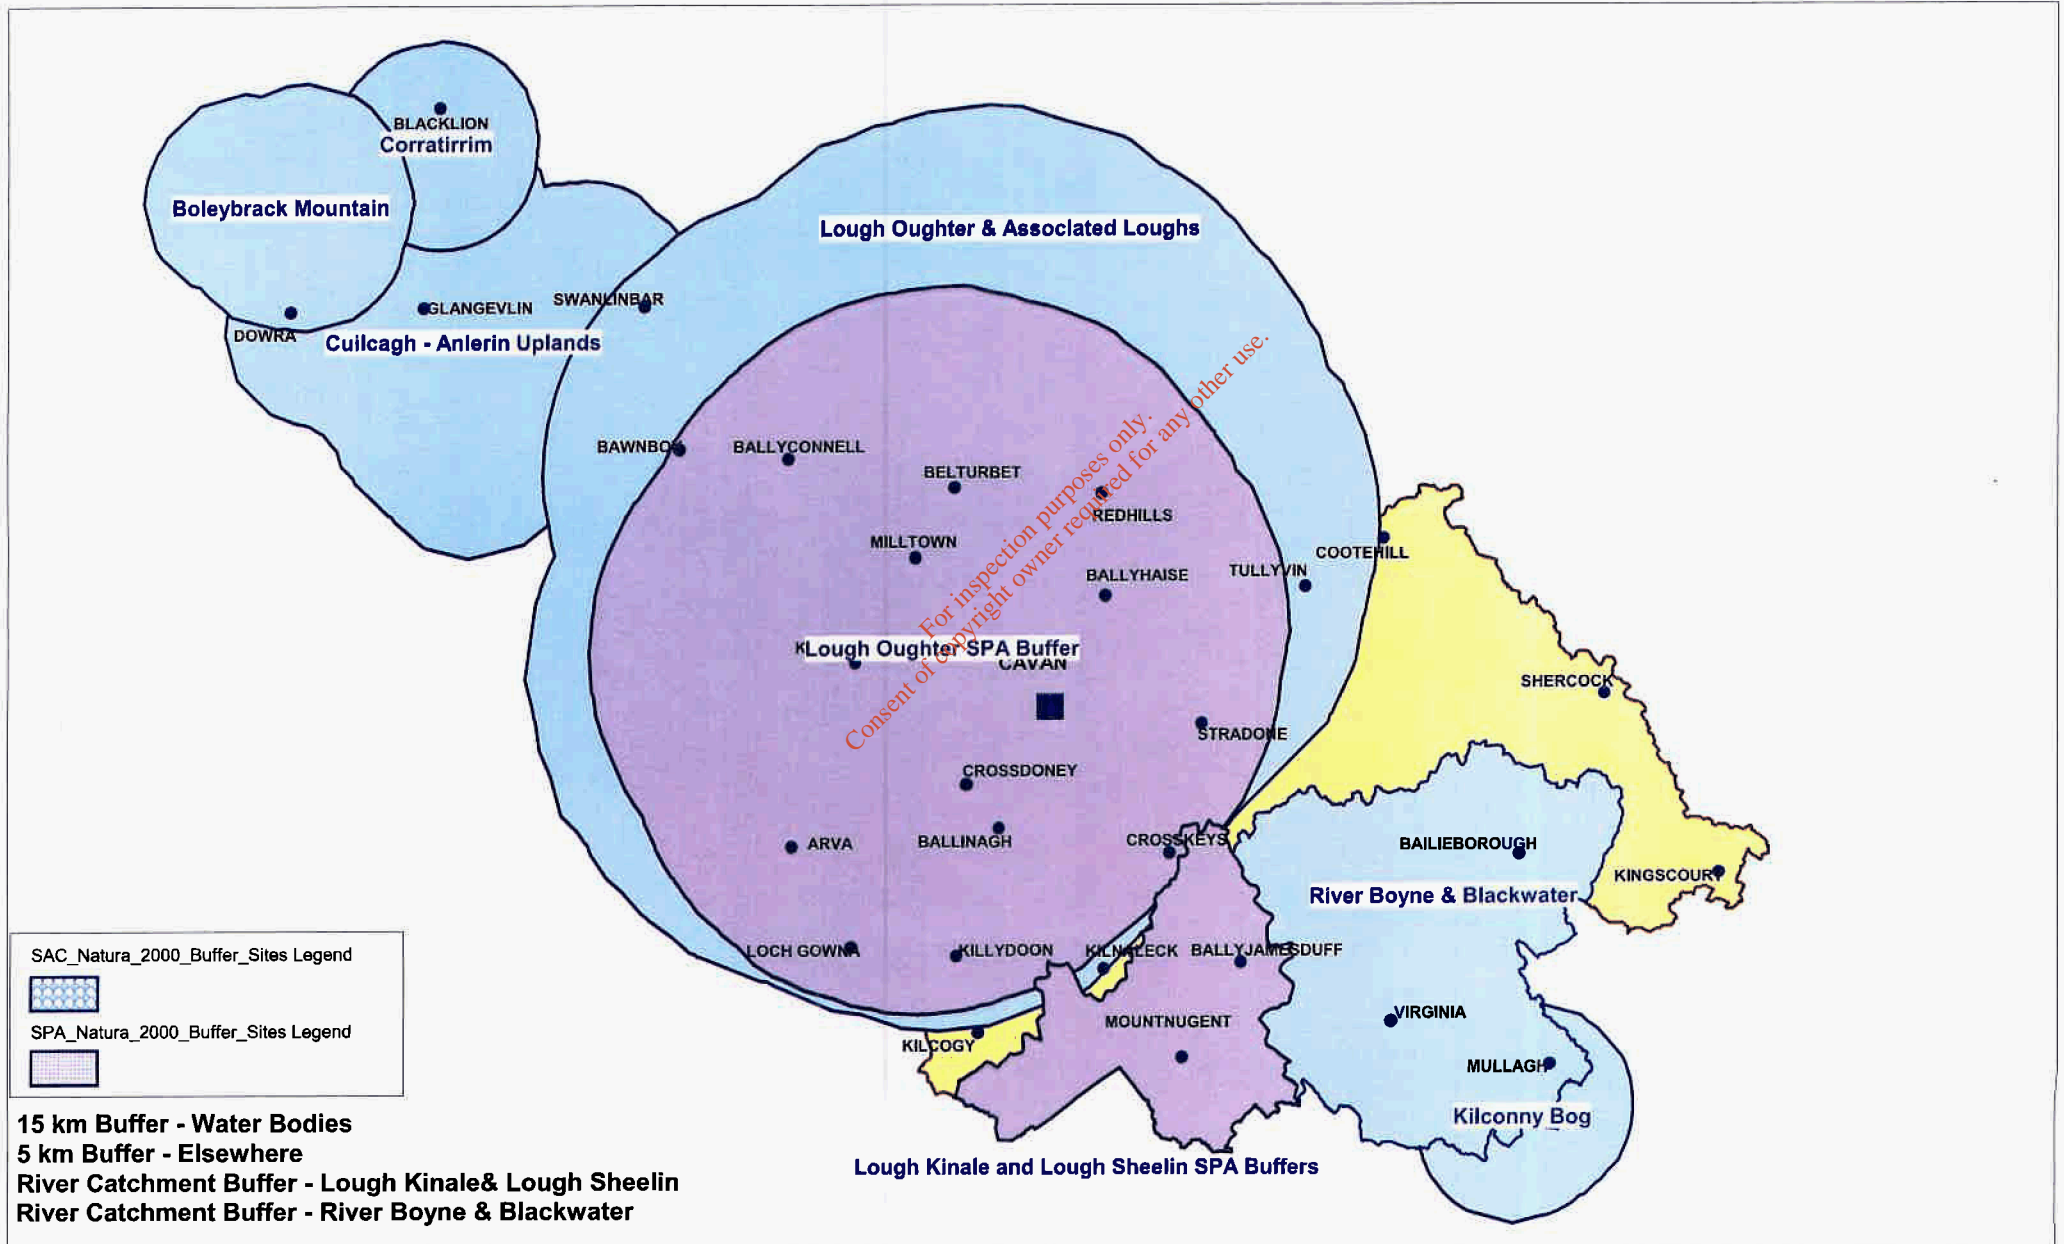 BLACKLION
Corratirrim
Boleybrack Mountain
Lough Oughter & Associated Loughs
SWANLINBAR
GLANGEVLIN
DOWRA
Cuilcagh - Anlerin Uplands
BAWNBOY
BALLYCONNELL
BELTURBET
REDHILLS
MILLTOWN
COOTEHILL
BALLYHAISE
TULLYVIN
Lough Oughter SPA Buffer
CAVAN
SHERCOCK
STRADONE
CROSSDONEY
ARVA
BALLINAGH
CROSSKEYS
BAILIEBOROUGH
KINGSCOURT
River Boyne & Blackwater
LOCH GOWNA
KILLYDOON
KILNALECK
BALLYJAMESDUFF
VIRGINIA
MOUNTNUGENT
KILCOGY
MULLAGH
Kilconny Bog
Lough Kinale and Lough Sheelin SPA Buffers
For inspection purposes only.
Consent of copyright owner required for any other use.
SAC_Natura_2000_Buffer_Sites Legend
SPA_Natura_2000_Buffer_Sites Legend
15 km Buffer - Water Bodies
5 km Buffer - Elsewhere
River Catchment Buffer - Lough Kinale& Lough Sheelin
River Catchment Buffer - River Boyne & Blackwater